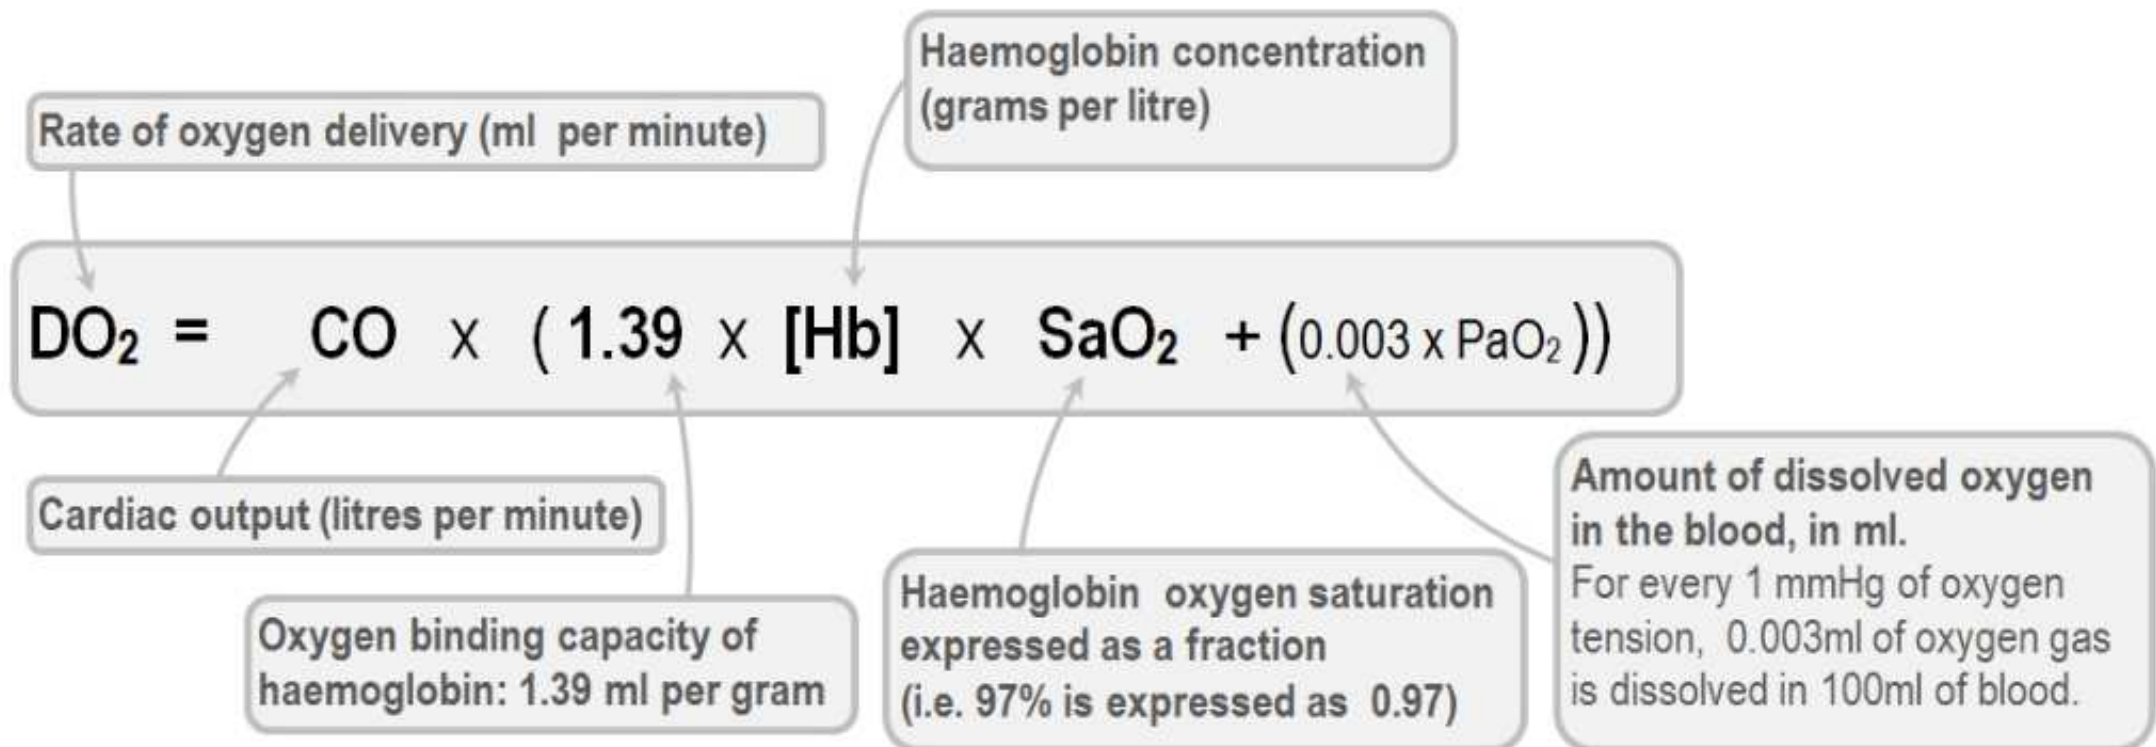 Haemoglobin concentration
(grams per litre)
Rate of oxygen delivery (ml per minute)
DO₂ = CO x ( 1.39 x [Hb] x SaO₂ + (0.003 x PaO₂ ))
Cardiac output (litres per minute)
Oxygen binding capacity of
haemoglobin: 1.39 ml per gram
Haemoglobin oxygen saturation
expressed as a fraction
(i.e. 97% is expressed as 0.97)
Amount of dissolved oxygen
in the blood, in ml.
For every 1 mmHg of oxygen
tension, 0.003ml of oxygen gas
is dissolved in 100ml of blood.